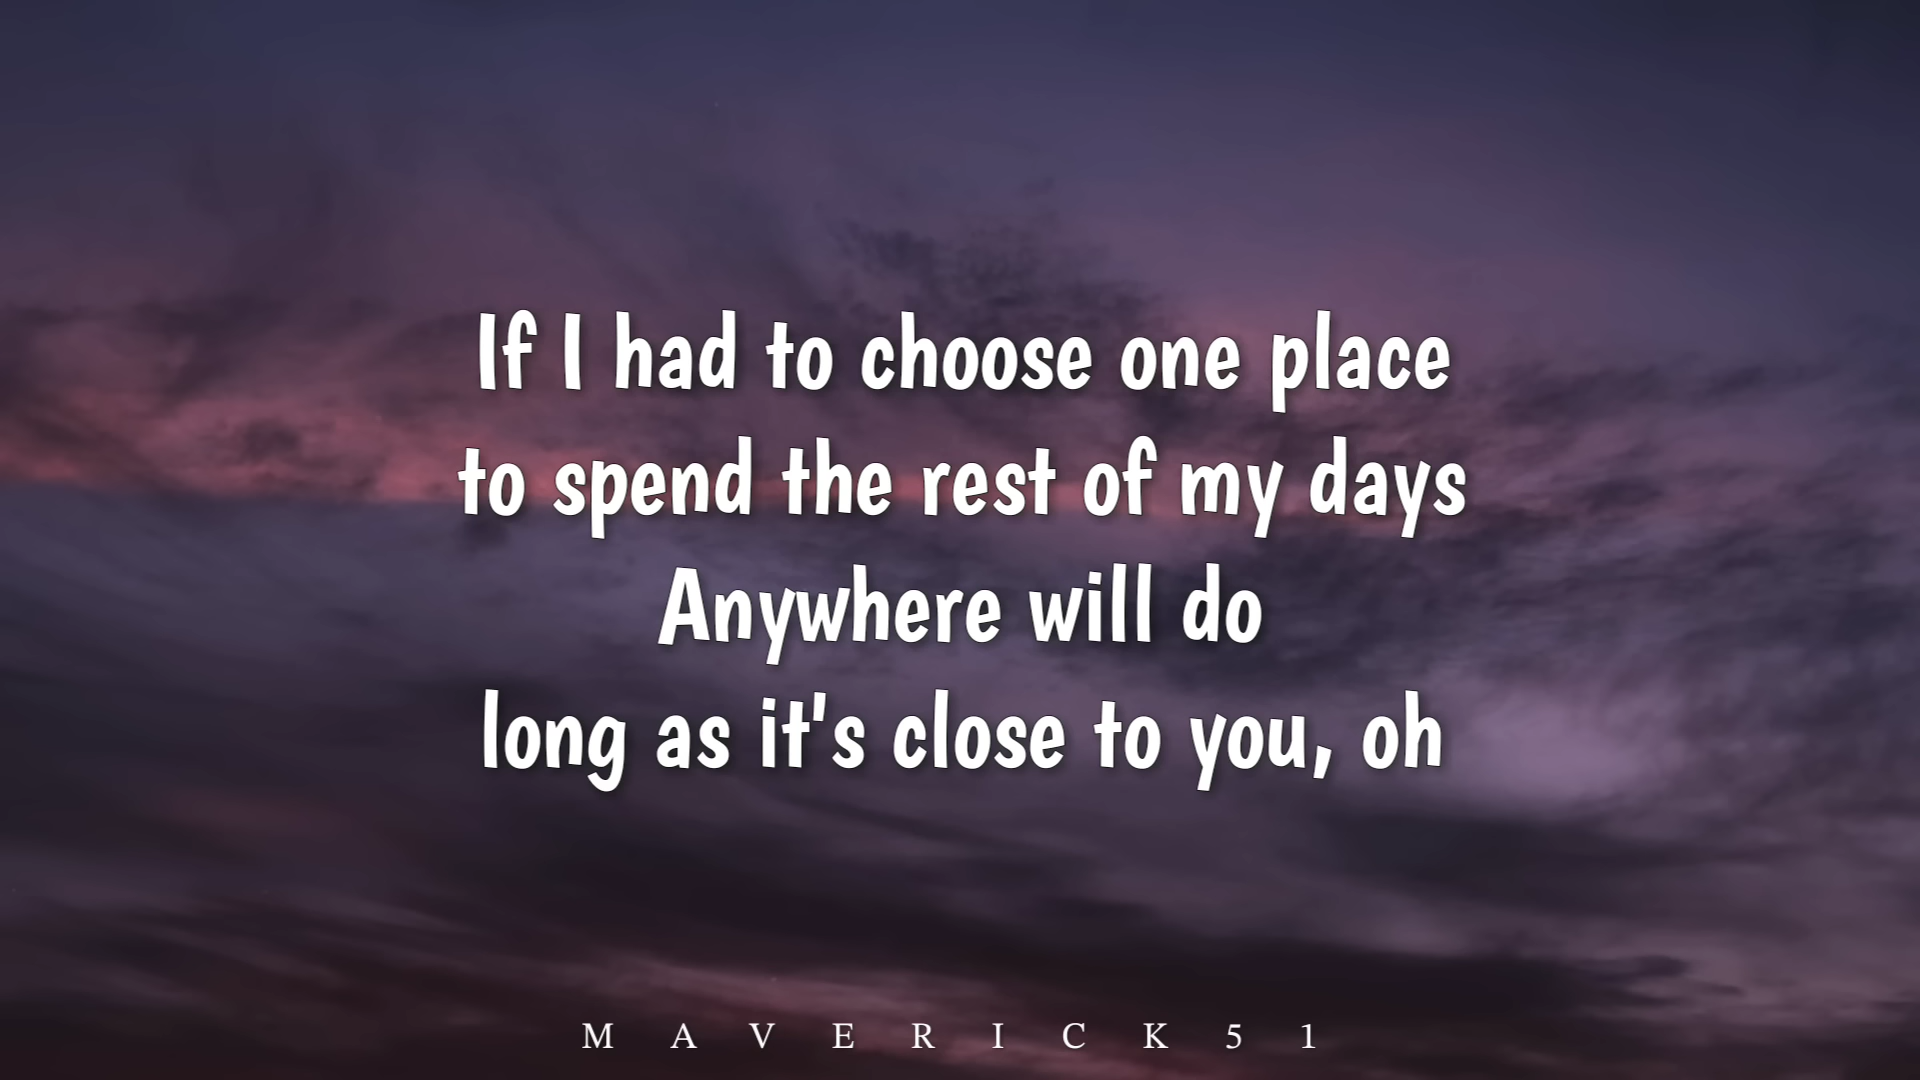 If I had to choose one place
to spend the rest of my days
Anywhere will do
long as it's close to you, oh
MAVERICK51